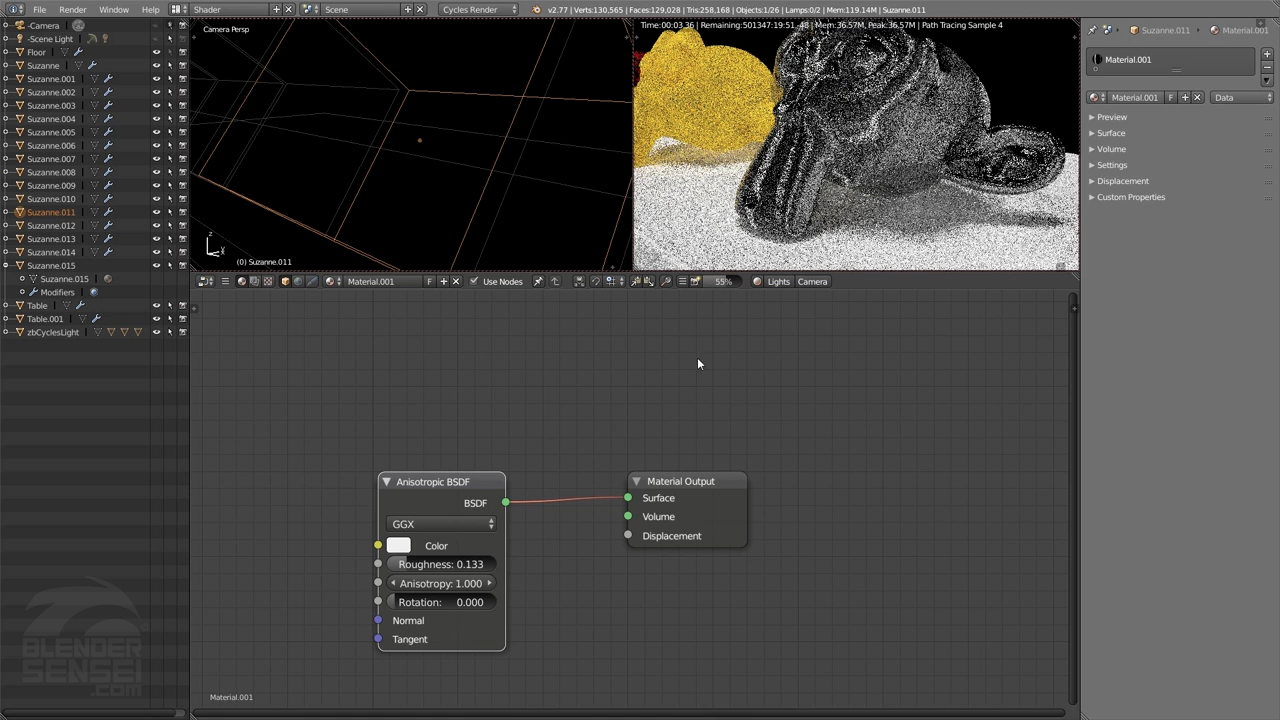 File Render Window Help Shader Scene Cycles Render v2.77 | Verts:130,565 | Faces:129,028 | Tris:258,168 | Objects:1/26 | Lamps:0/2 | Mem:119.14M | Suzanne.011
-Camera
-Scene Light
Floor
Suzanne
Suzanne.001
Suzanne.002
Suzanne.003
Suzanne.004
Suzanne.005
Suzanne.006
Suzanne.007
Suzanne.008
Suzanne.009
Suzanne.010
Suzanne.011
Suzanne.012
Suzanne.013
Suzanne.014
Suzanne.015
Suzanne.015
Modifiers
Table
Table.001
zbCyclesLight
Camera Persp
z
(0) Suzanne.011
Time:00:03.36 | Remaining:501347:19:51.-48 | Mem:36.57M, Peak:36.57M | Path Tracing Sample 4
Material.001 F Use Nodes 55% Lights Camera
Anisotropic BSDF
BSDF
GGX
Color
Roughness: 0.133
Anisotropy: 1.000
Rotation: 0.000
Normal
Tangent
Material Output
Surface
Volume
Displacement
Material.001
Suzanne.011 Material.001
Material.001
Material.001 F Data
Preview
Surface
Volume
Settings
Displacement
Custom Properties
BLENDER
SENSEI
.COM